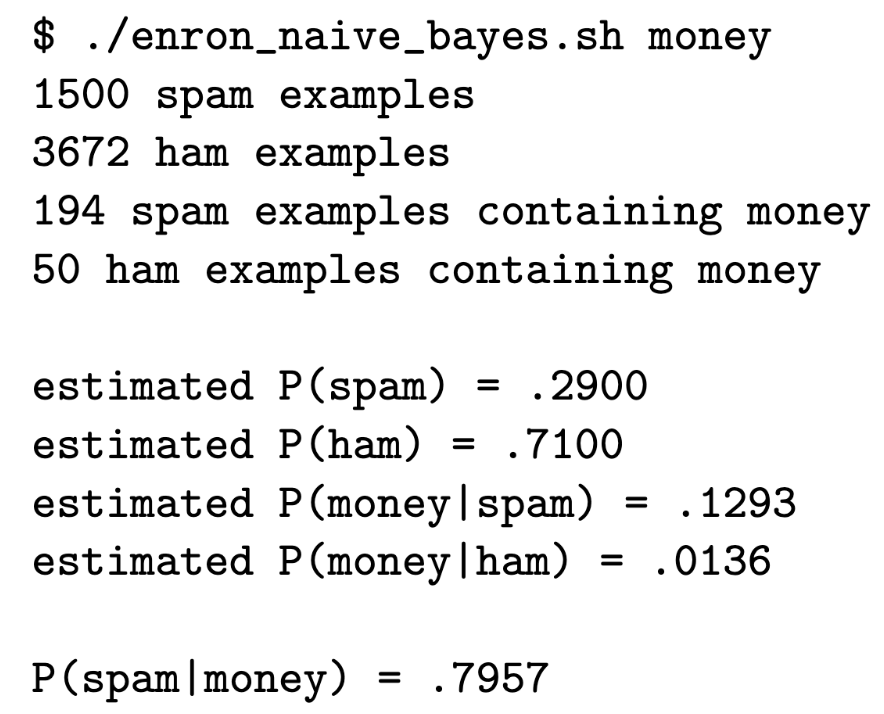 $ ./enron_naive_bayes.sh money
1500 spam examples
3672 ham examples
194 spam examples containing money
50 ham examples containing money
estimated P(spam) = .2900
estimated P(ham) = .7100
estimated P(money|spam) = .1293
estimated P(money|ham) = .0136
P(spam|money) = .7957